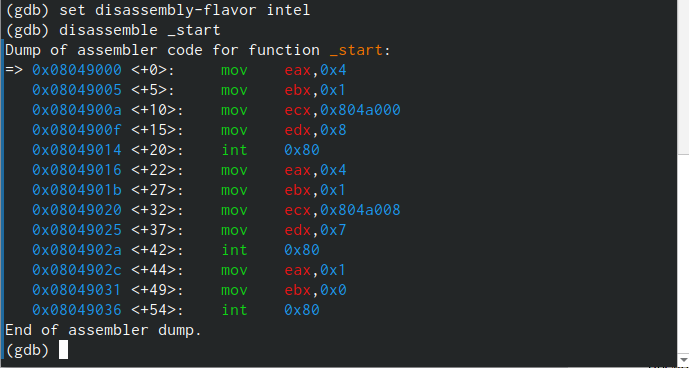 (gdb) set disassembly-flavor intel
(gdb) disassemble _start
Dump of assembler code for function _start:
=> 0x08049000 <+0>:     mov    eax,0x4
   0x08049005 <+5>:     mov    ebx,0x1
   0x0804900a <+10>:    mov    ecx,0x804a000
   0x0804900f <+15>:    mov    edx,0x8
   0x08049014 <+20>:    int    0x80
   0x08049016 <+22>:    mov    eax,0x4
   0x0804901b <+27>:    mov    ebx,0x1
   0x08049020 <+32>:    mov    ecx,0x804a008
   0x08049025 <+37>:    mov    edx,0x7
   0x0804902a <+42>:    int    0x80
   0x0804902c <+44>:    mov    eax,0x1
   0x08049031 <+49>:    mov    ebx,0x0
   0x08049036 <+54>:    int    0x80
End of assembler dump.
(gdb)